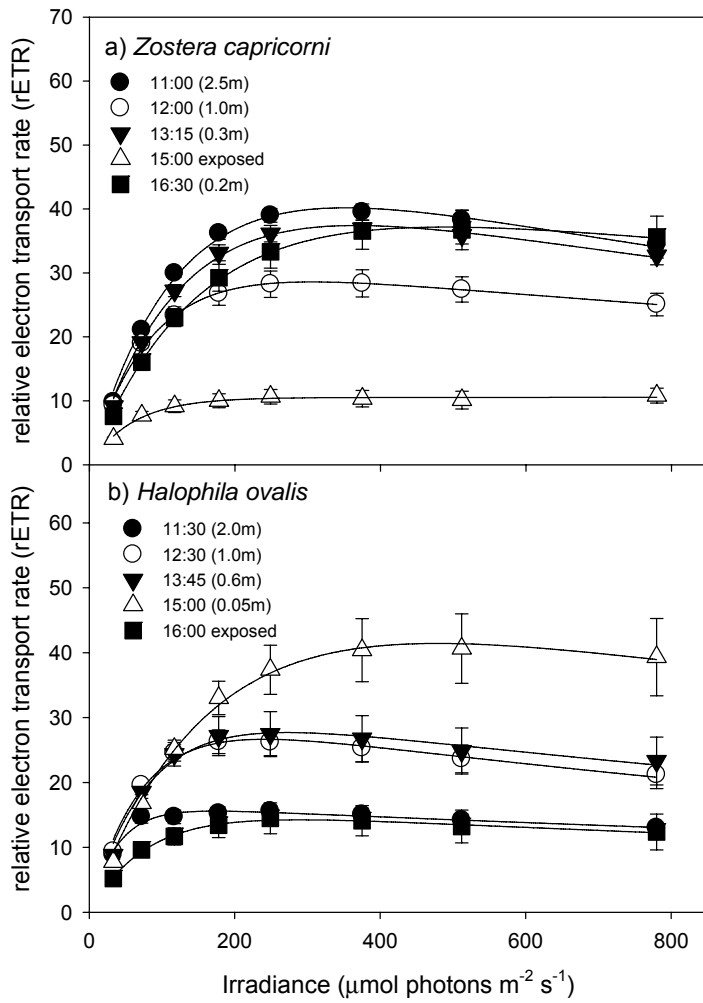 70
60
50
40
30
20
10
0
relative electron transport rate (rETR)
a) Zostera capricorni
11:00 (2.5m)
12:00 (1.0m)
13:15 (0.3m)
15:00 exposed
16:30 (0.2m)
60
50
40
30
20
10
0
relative electron transport rate (rETR)
b) Halophila ovalis
11:30 (2.0m)
12:30 (1.0m)
13:45 (0.6m)
15:00 (0.05m)
16:00 exposed
0 200 400 600 800
Irradiance (μmol photons m⁻² s⁻¹)